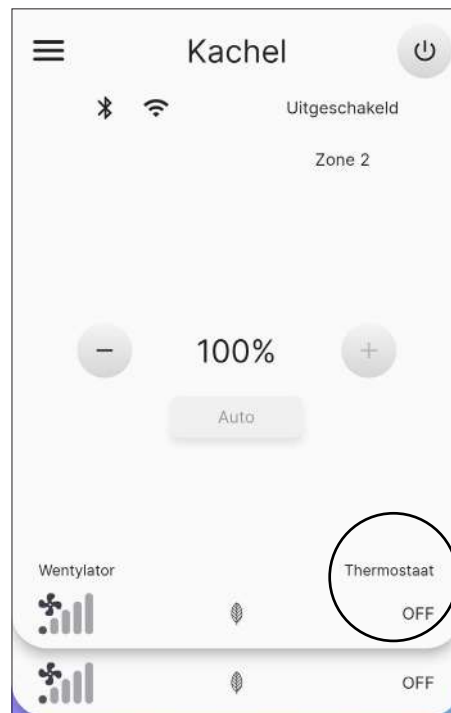 Kachel
Uitgeschakeld
Zone 2
100%
Auto
Wentylator Thermostaat
OFF
OFF